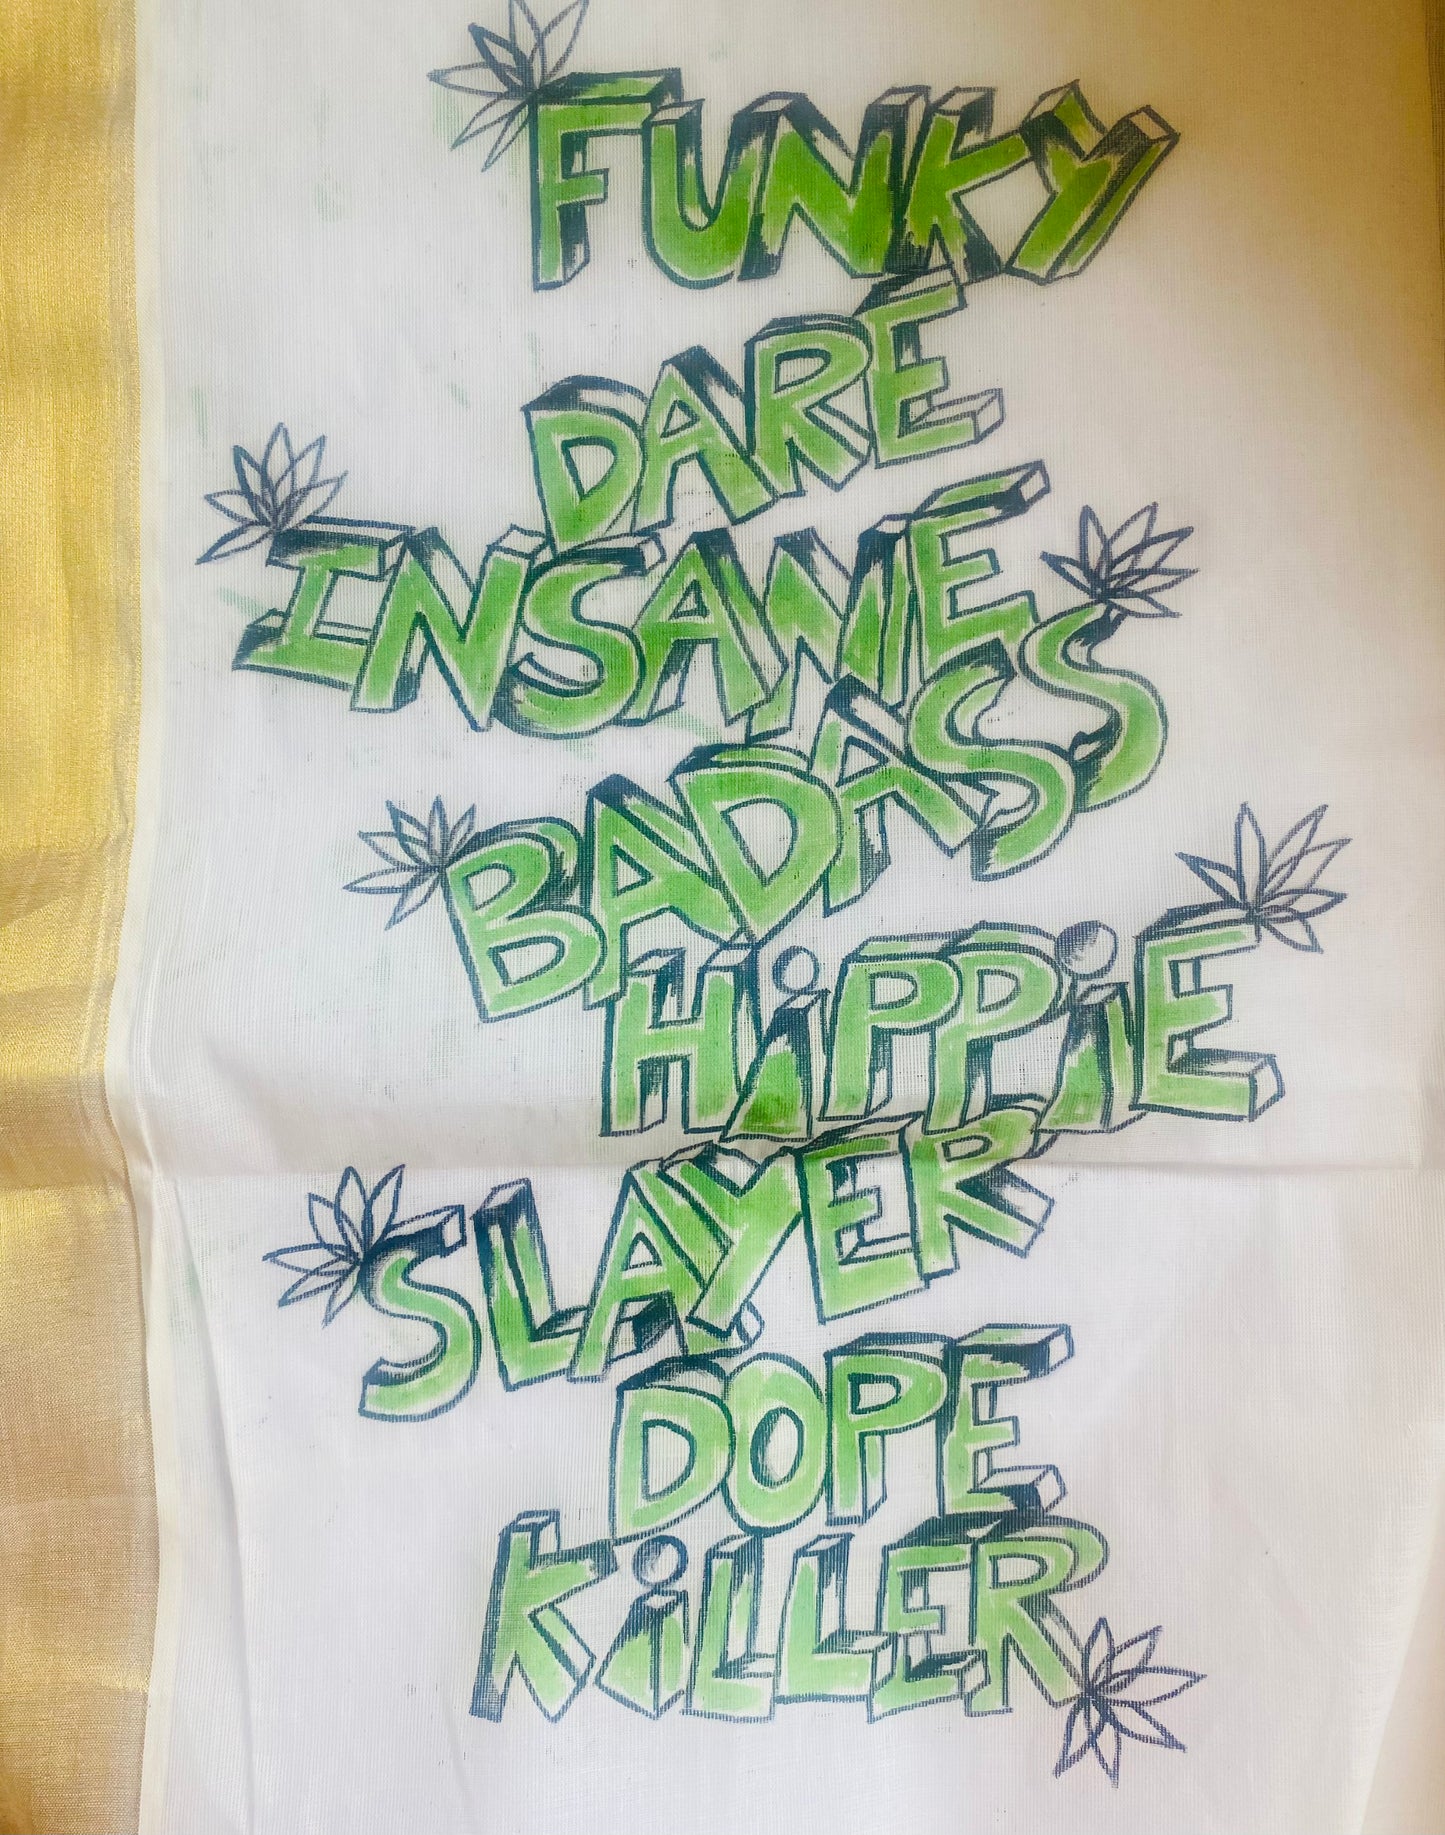 FUNKY
DARE
INSANE
BADASS
HiPPiE
SLAYER
DOPE
KiLLER